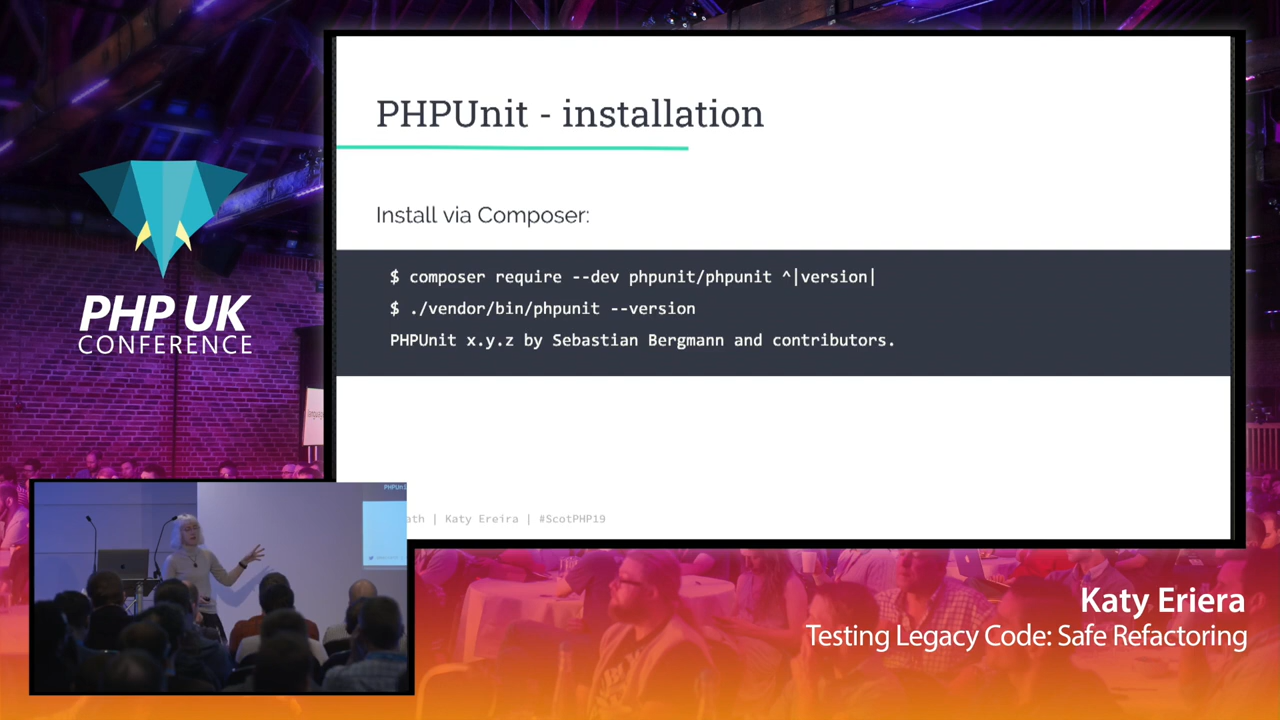 PHPUnit - installation
Install via Composer:
$ composer require --dev phpunit/phpunit ^|version|
$ ./vendor/bin/phpunit --version
PHPUnit x.y.z by Sebastian Bergmann and contributors.
| Katy Ereira | #ScotPHP19
PHP UK
CONFERENCE
Katy Eriera
Testing Legacy Code: Safe Refactoring